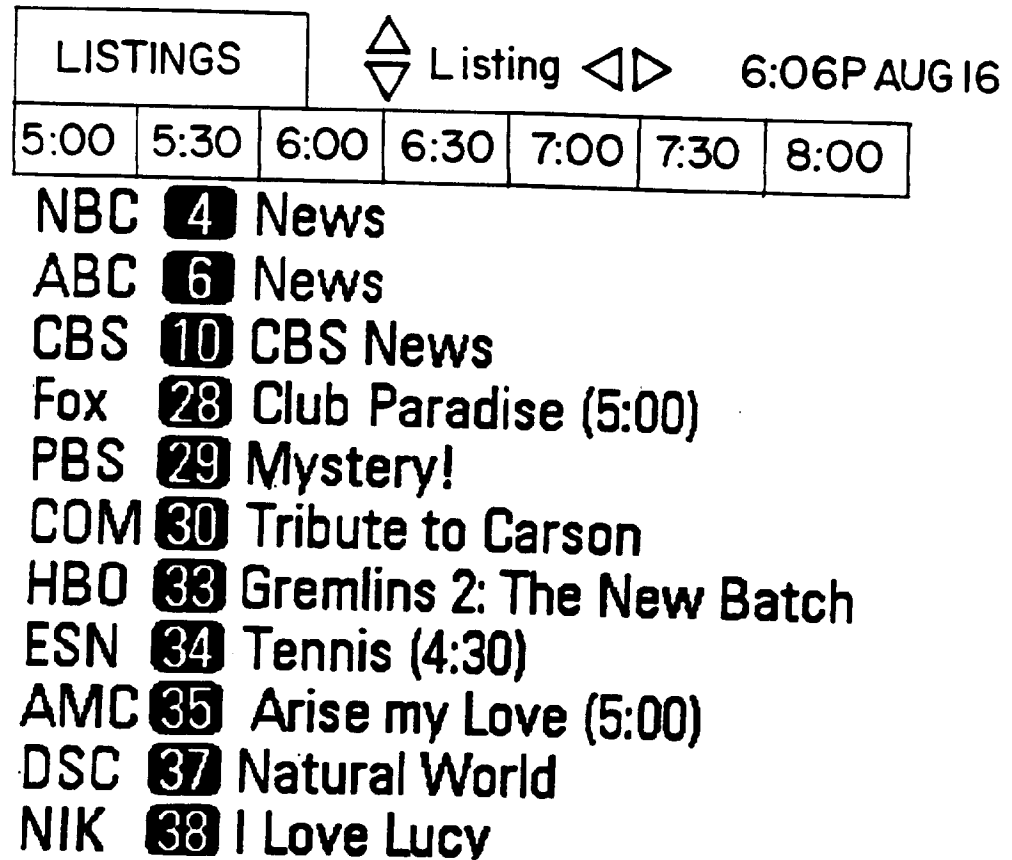 LISTINGS Listing 6:06P AUG 16
5:00 5:30 6:00 6:30 7:00 7:30 8:00
NBC 4 News
ABC 6 News
CBS 10 CBS News
Fox 28 Club Paradise (5:00)
PBS 29 Mystery!
COM 30 Tribute to Carson
HBO 33 Gremlins 2: The New Batch
ESN 34 Tennis (4:30)
AMC 35 Arise my Love (5:00)
DSC 37 Natural World
NIK 38 I Love Lucy